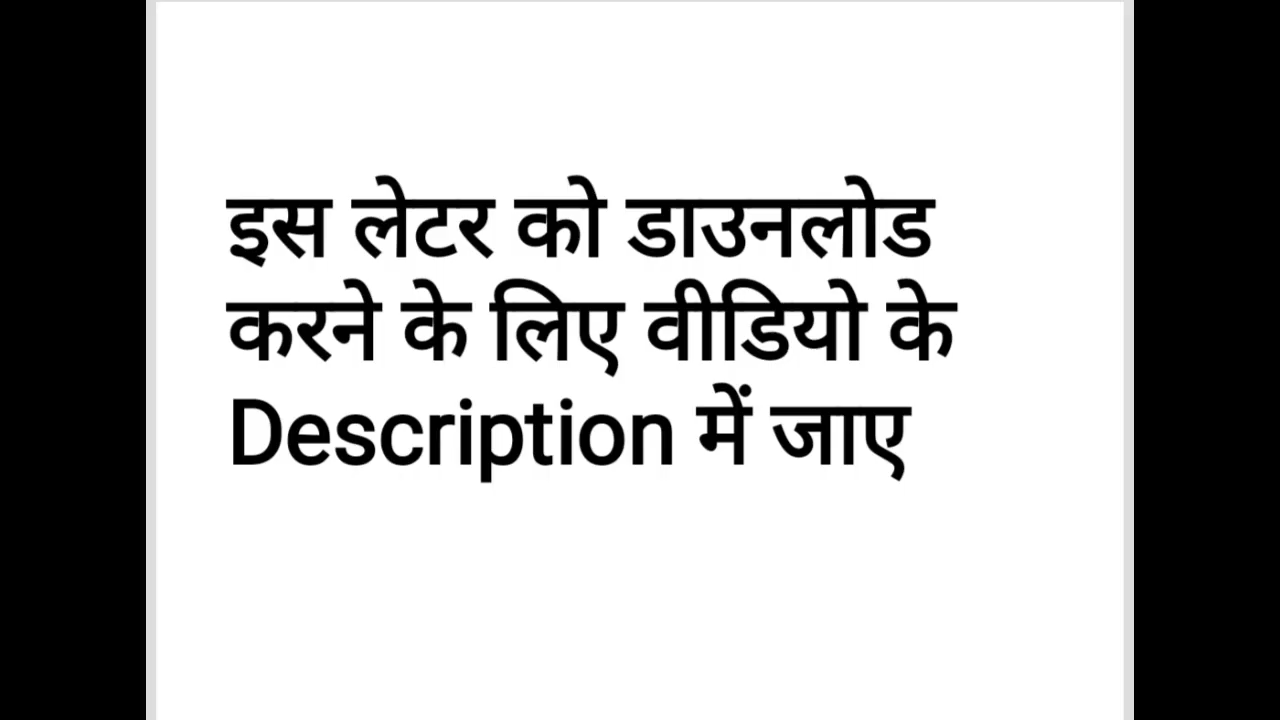 इस लेटर को डाउनलोड
करने के लिए वीडियो के
Description में जाए